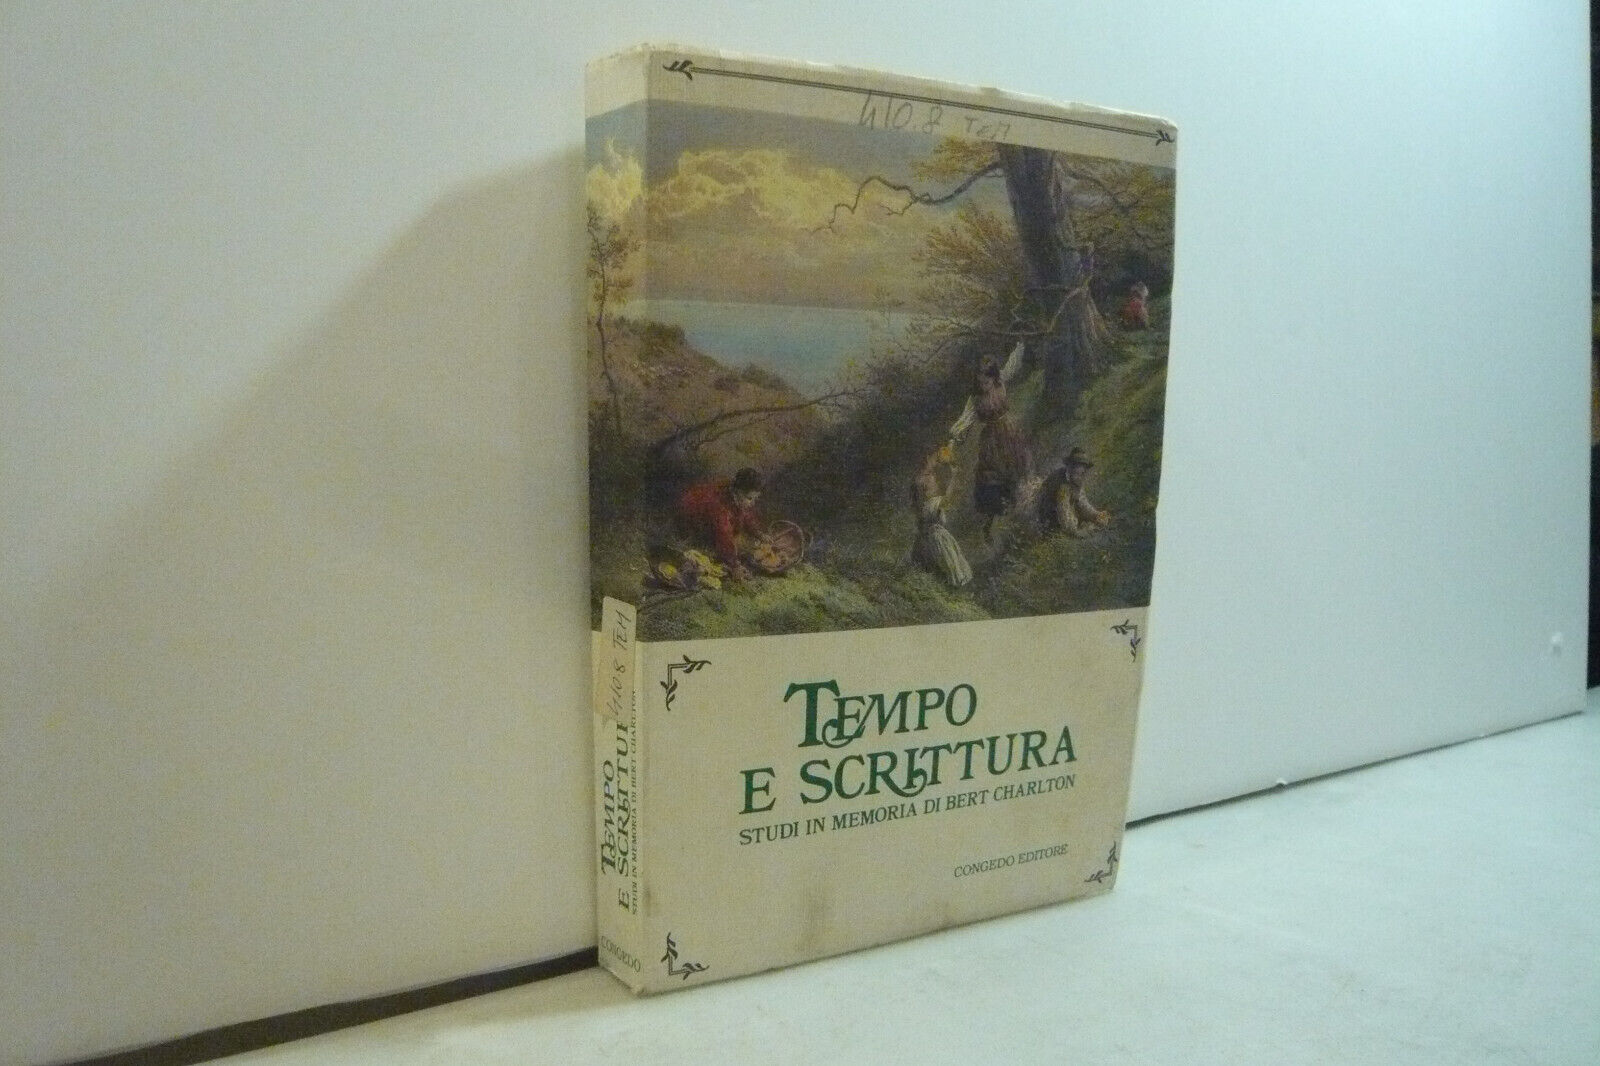 410.8 TEM
TEMPO
E SCRITTURA
STUDI IN MEMORIA DI BERT CHARLTON
CONGEDO EDITORE
410.8 TEM
TEMPO
E SCRITTUR
STUDI IN MEMORIA DI BERT CHARLTON
CONGEDO